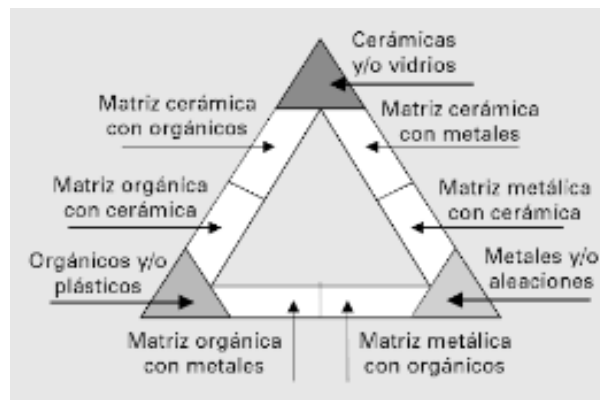 Cerámicas
y/o vidrios
Matriz cerámica
con orgánicos
Matriz cerámica
con metales
Matriz orgánica
con cerámica
Matriz metálica
con cerámica
Orgánicos y/o
plásticos
Metales y/o
aleaciones
Matriz orgánica
con metales
Matriz metálica
con orgánicos